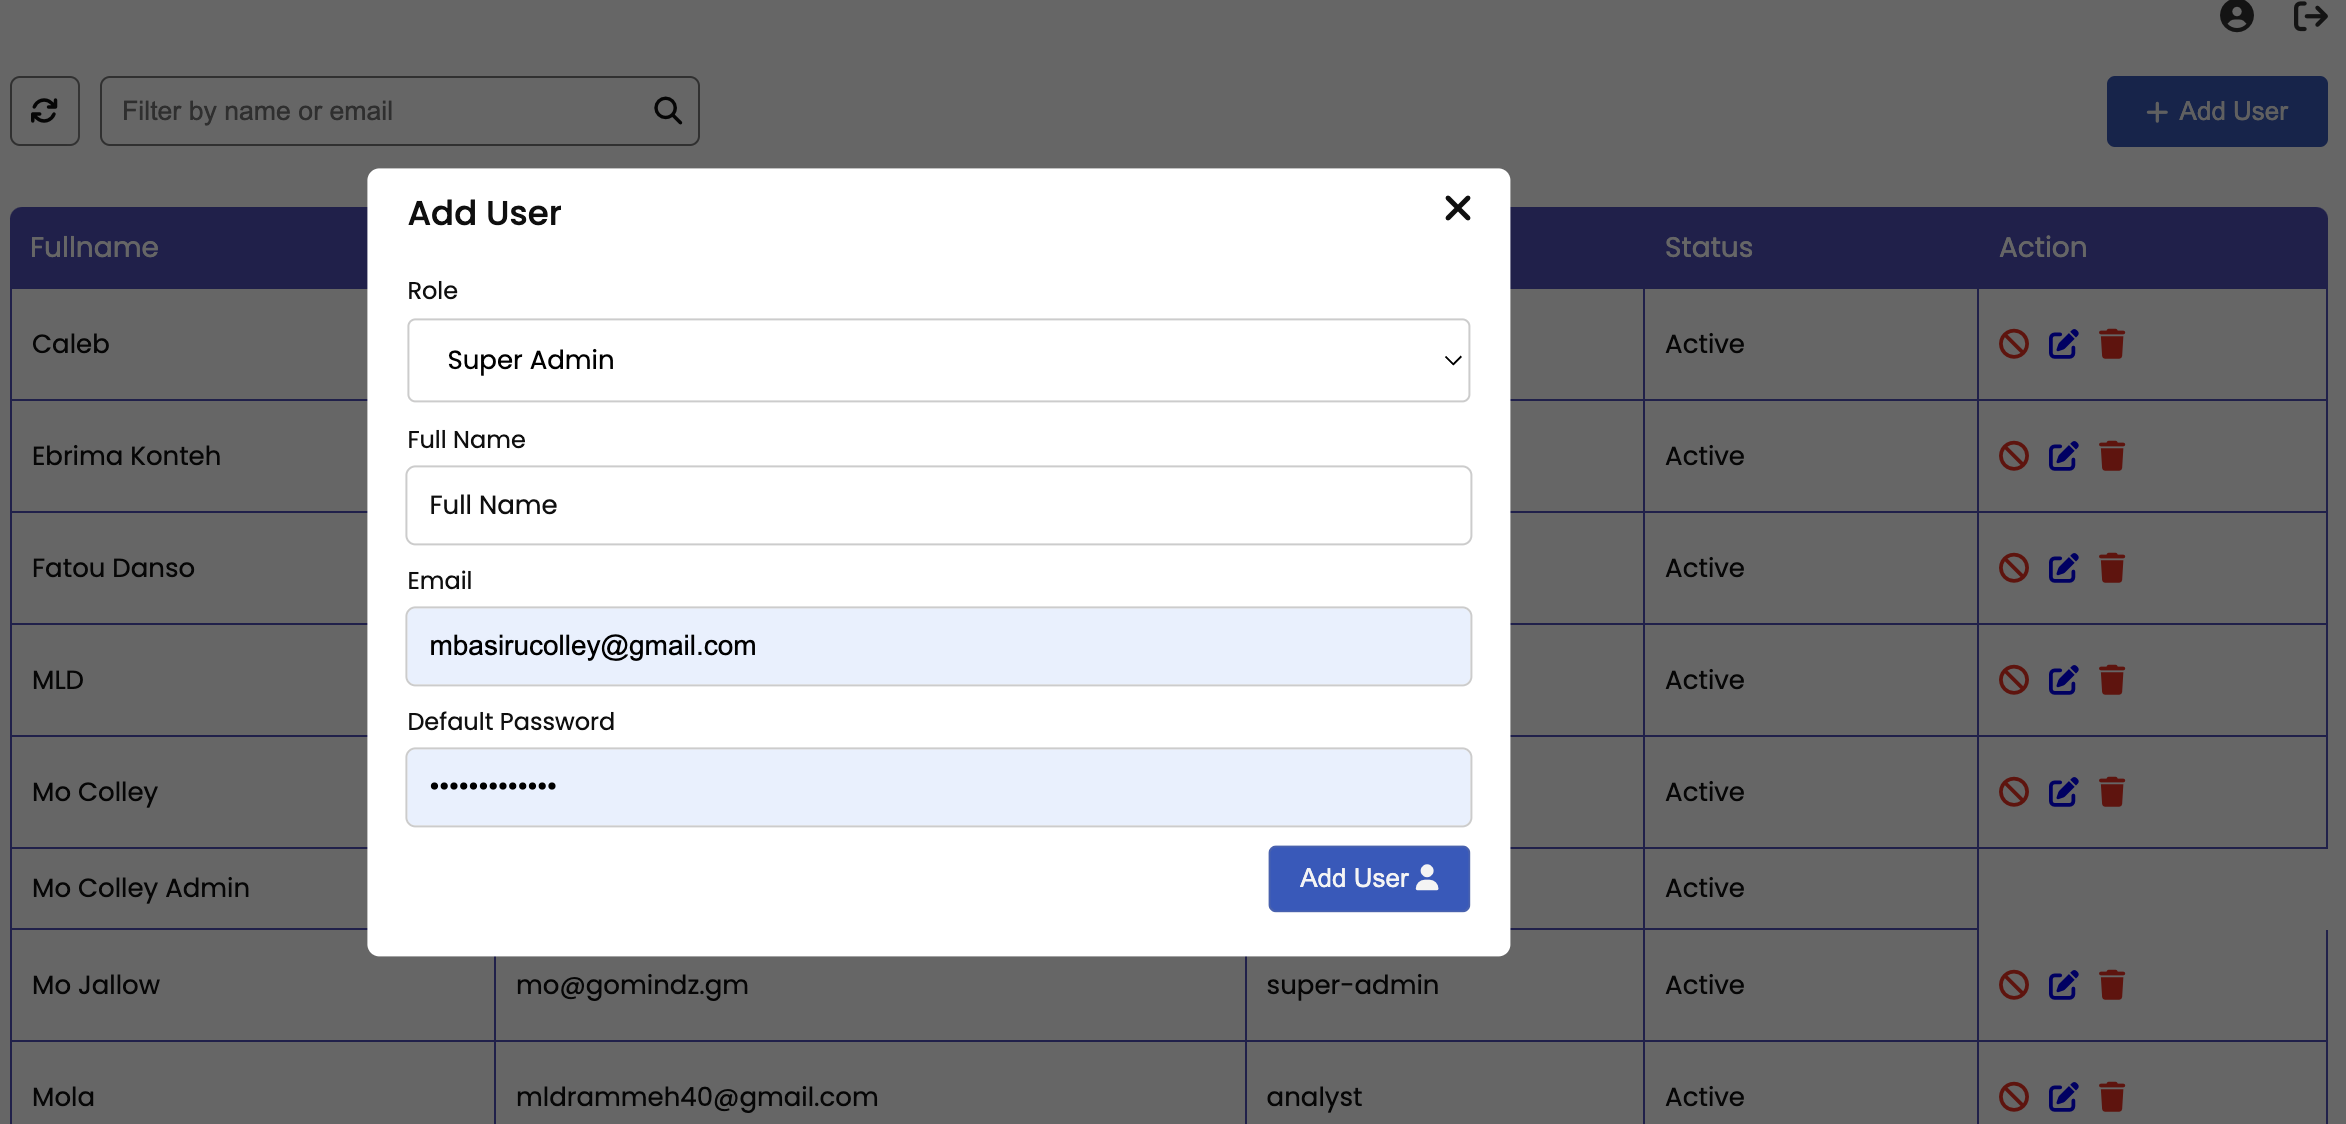 Filter by name or email
+ Add User
Add User
Role
Super Admin
Full Name
Full Name
Email
mbasirucolley@gmail.com
Default Password
•••••••••••••
Add User
Fullname Status Action
Caleb Active
Ebrima Konteh Active
Fatou Danso Active
MLD Active
Mo Colley Active
Mo Colley Admin Active
Mo Jallow mo@gomindz.gm super-admin Active
Mola mldrammeh40@gmail.com analyst Active